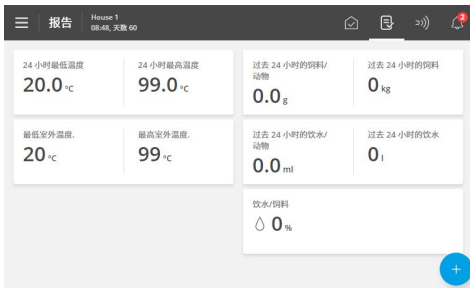 报告
House 1
08:48, 天数 60
2
24 小时最低温度
20.0 °C
24 小时最高温度
99.0 °C
最低室外温度.
20 °C
最高室外温度.
99 °C
过去 24 小时的饲料/
动物
0.0 g
过去 24 小时的饲料
0 kg
过去 24 小时的饮水/
动物
0.0 ml
过去 24 小时的饮水
0 l
饮水/饲料
0 %
+